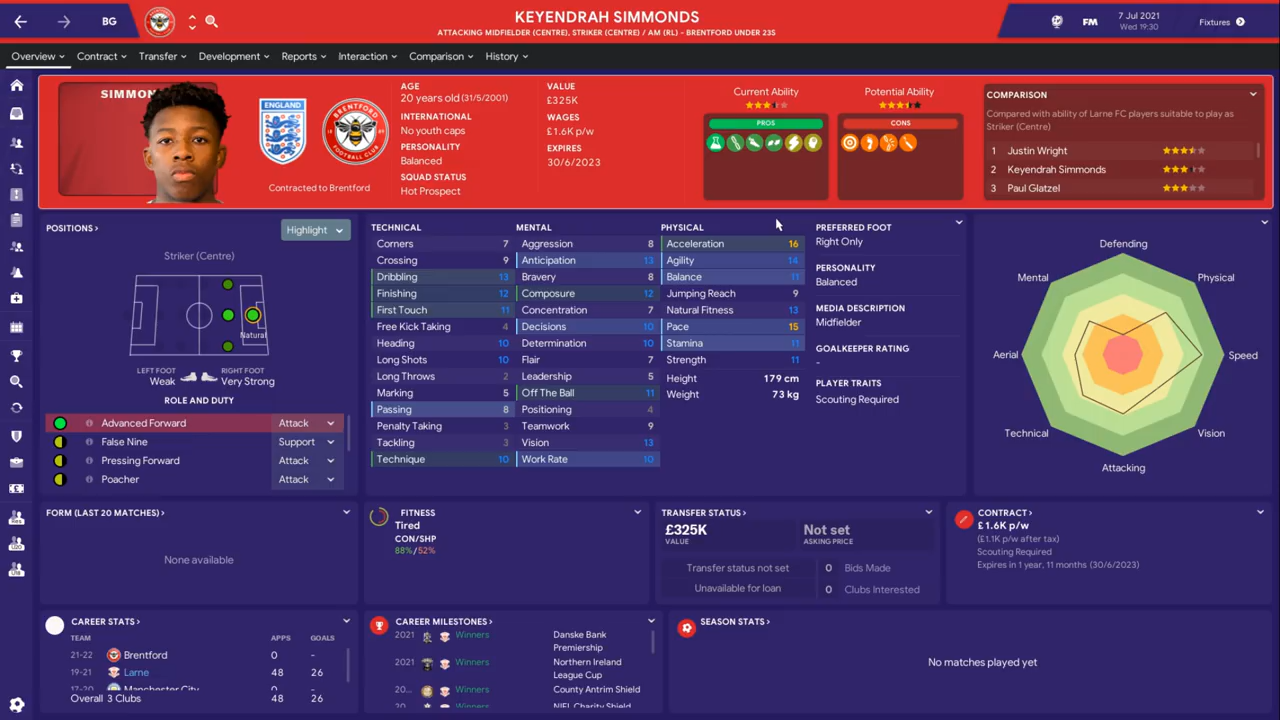 BG
KEYENDRAH SIMMONDS
ATTACKING MIDFIELDER (CENTRE), STRIKER (CENTRE) / AM (RL) - BRENTFORD UNDER 23S
FM
7 Jul 2021
Wed 19:30
Fixtures
Overview
Contract
Transfer
Development
Reports
Interaction
Comparison
History
SIMMON
Contracted to Brentford
AGE
20 years old (31/5/2001)
INTERNATIONAL
No youth caps
PERSONALITY
Balanced
SQUAD STATUS
Hot Prospect
VALUE
£325K
WAGES
£1.6K p/w
EXPIRES
30/6/2023
Current Ability
PROS
Potential Ability
CONS
COMPARISON
Compared with ability of Larne FC players suitable to play as
Striker (Centre)
1 Justin Wright
2 Keyendrah Simmonds
3 Paul Glatzel
POSITIONS >
Highlight
Striker (Centre)
Natural
LEFT FOOT
Weak
RIGHT FOOT
Very Strong
ROLE AND DUTY
Advanced Forward Attack
False Nine Support
Pressing Forward Attack
Poacher Attack
TECHNICAL
Corners 7
Crossing 9
Dribbling 13
Finishing 12
First Touch 11
Free Kick Taking 4
Heading 10
Long Shots 10
Long Throws 2
Marking 5
Passing 8
Penalty Taking 3
Tackling 3
Technique 10
MENTAL
Aggression 8
Anticipation 13
Bravery 8
Composure 12
Concentration 7
Decisions 10
Determination 10
Flair 7
Leadership 5
Off The Ball 11
Positioning 4
Teamwork 9
Vision 13
Work Rate 10
PHYSICAL
Acceleration 16
Agility 14
Balance 11
Jumping Reach 9
Natural Fitness 13
Pace 15
Stamina 11
Strength 11
Height 179 cm
Weight 73 kg
PREFERRED FOOT
Right Only
PERSONALITY
Balanced
MEDIA DESCRIPTION
Midfielder
GOALKEEPER RATING
-
PLAYER TRAITS
Scouting Required
Defending
Physical
Speed
Vision
Attacking
Technical
Aerial
Mental
FORM (LAST 20 MATCHES) >
None available
FITNESS
Tired
CON/SHP
88%/52%
TRANSFER STATUS >
£325K
VALUE
Not set
ASKING PRICE
Transfer status not set
Unavailable for loan
0 Bids Made
0 Clubs Interested
CONTRACT >
£1.6K p/w
(£1.1K p/w after tax)
Scouting Required
Expires in 1 year, 11 months (30/6/2023)
CAREER STATS >
TEAM APPS GOALS
21-22 Brentford 0 -
19-21 Larne 48 26
17-20 Manchester City
Overall 3 Clubs 48 26
CAREER MILESTONES >
2021 Winners Danske Bank
Premiership
2021 Winners Northern Ireland
League Cup
20... Winners County Antrim Shield
20... Winners NIFL Charity Shield
SEASON STATS >
No matches played yet